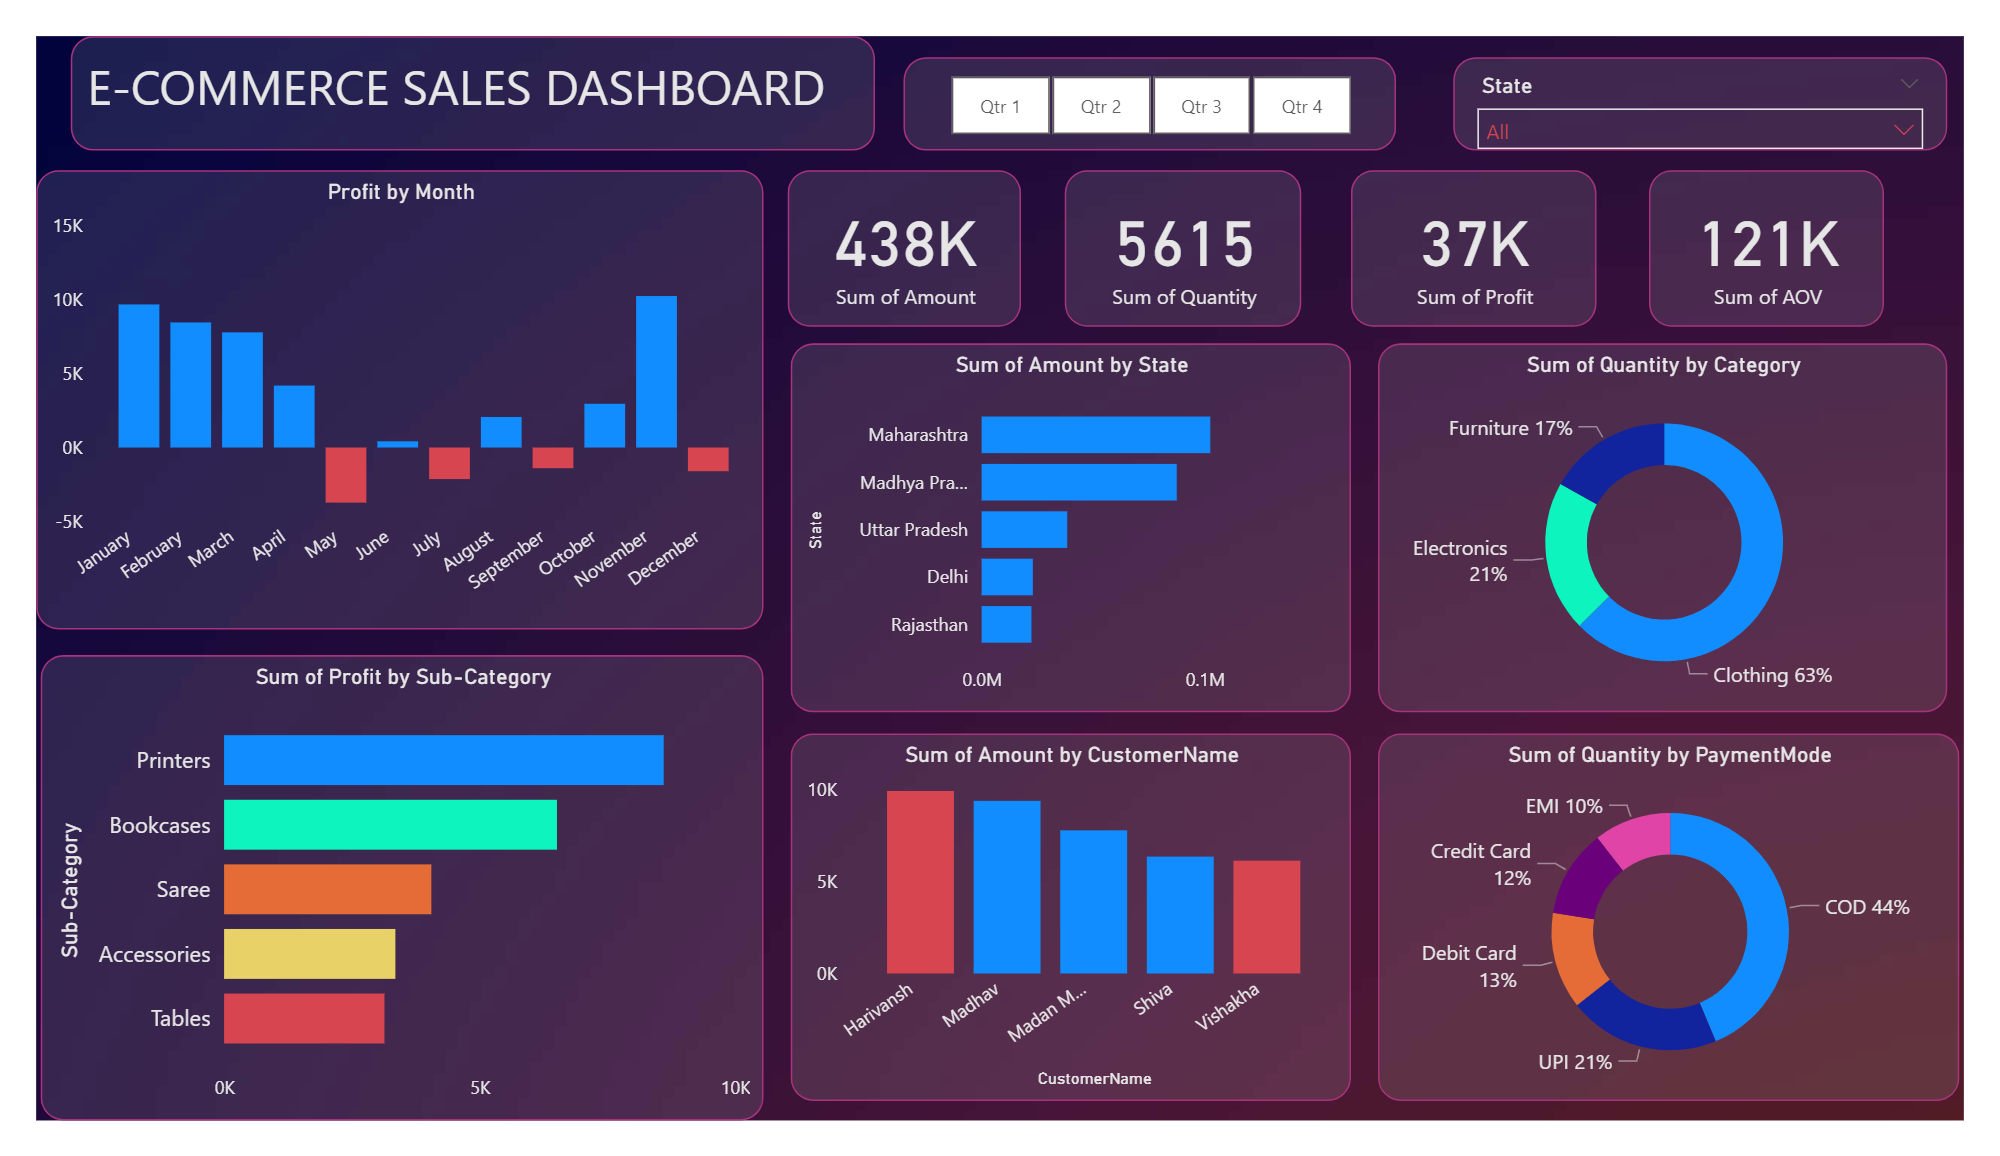 E-COMMERCE SALES DASHBOARD
Qtr 1
Qtr 2
Qtr 3
Qtr 4
State
All
Profit by Month
15K
10K
5K
0K
-5K
January
February
March
April
May
June
July
August
September
October
November
December
438K
Sum of Amount
5615
Sum of Quantity
37K
Sum of Profit
121K
Sum of AOV
Sum of Amount by State
State
Maharashtra
Madhya Pra...
Uttar Pradesh
Delhi
Rajasthan
0.0M
0.1M
Sum of Quantity by Category
Furniture 17%
Electronics
21%
Clothing 63%
Sum of Profit by Sub-Category
Sub-Category
Printers
Bookcases
Saree
Accessories
Tables
0K
5K
10K
Sum of Amount by CustomerName
10K
5K
0K
Harivansh
Madhav
Madan M...
Shiva
Vishakha
CustomerName
Sum of Quantity by PaymentMode
EMI 10%
Credit Card
12%
COD 44%
Debit Card
13%
UPI 21%